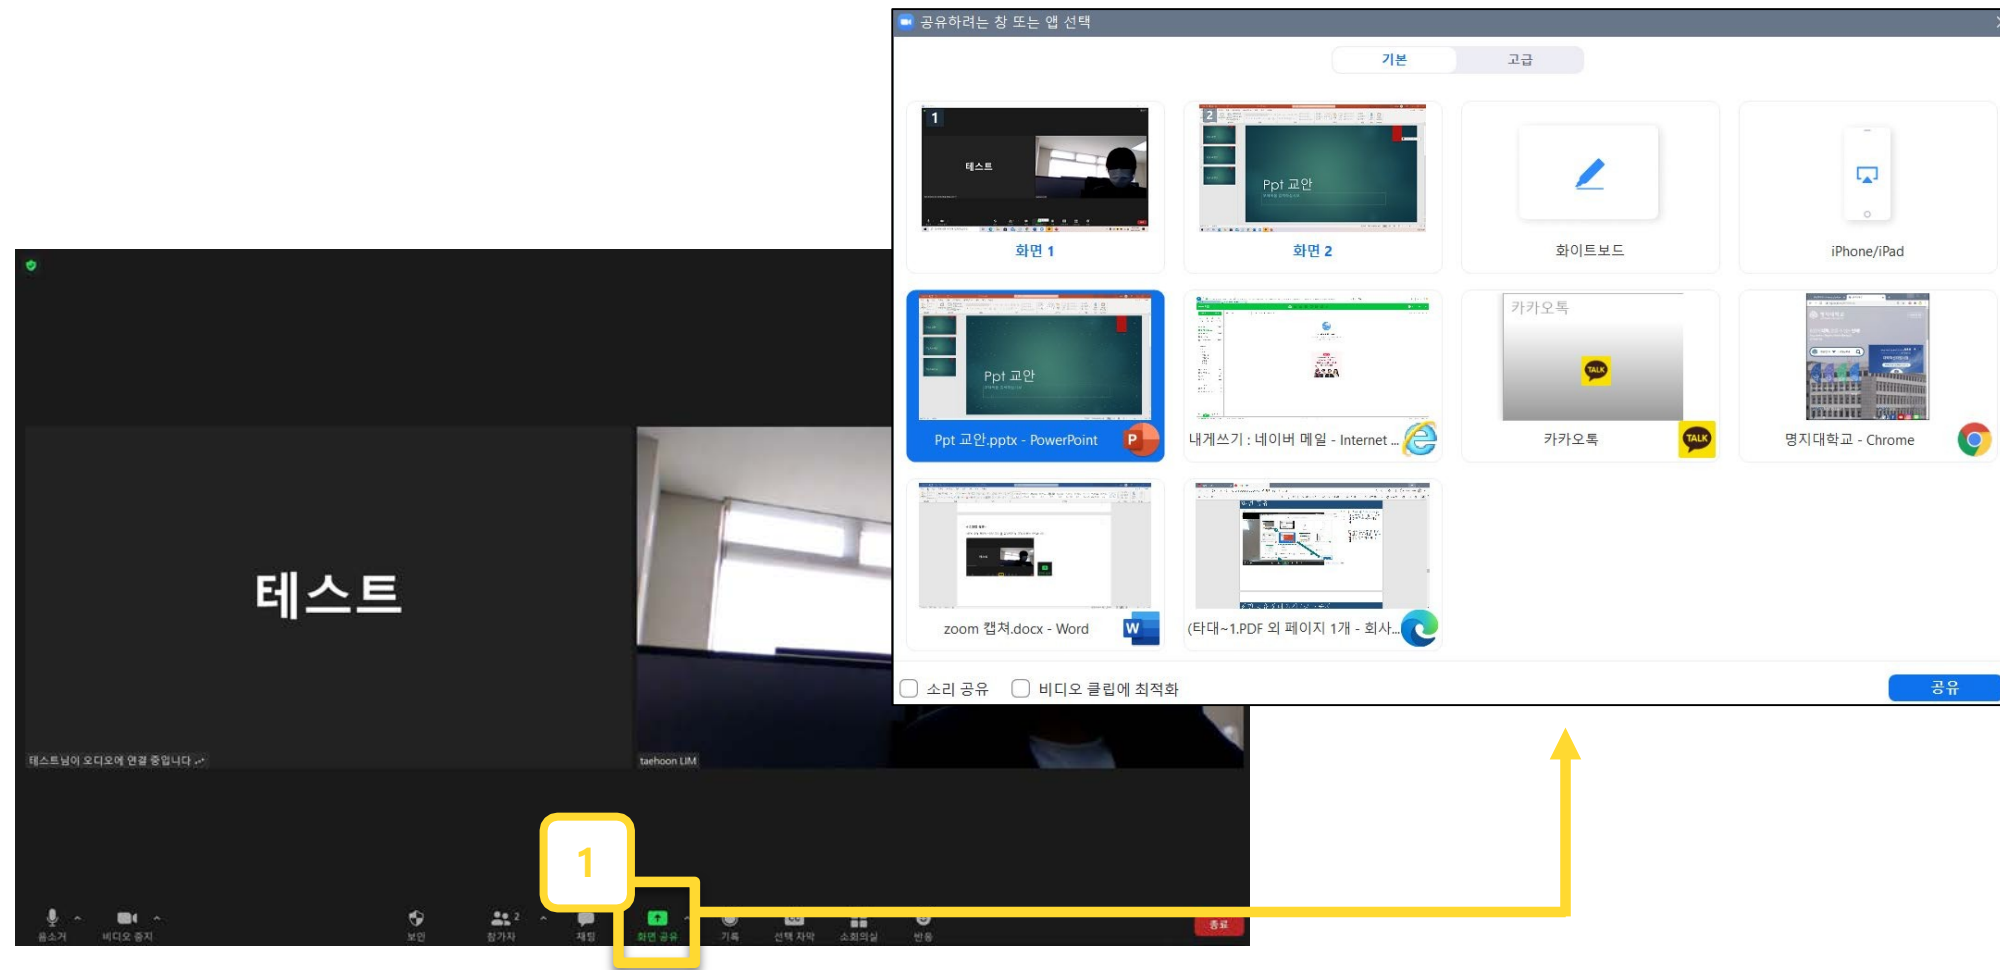 공유하려는 창 또는 앱 선택
기본
고급
1
테스트
화면 1
2
Ppt 교안
화면 2
화이트보드
iPhone/iPad
Ppt 교안
Ppt 교안.pptx - PowerPoint
내게쓰기 : 네이버 메일 - Internet ...
카카오톡
TALK
카카오톡
TALK
명지대학교 - Chrome
zoom 캡쳐.docx - Word
(타대~1.PDF 외 페이지 1개 - 회사...
소리 공유
비디오 클립에 최적화
공유
테스트
테스트님이 오디오에 연결 중입니다
taehoon LIM
1
음소거
비디오 중지
보안
2
참가자
채팅
화면 공유
기록
선택 자막
소회의실
반응
종료